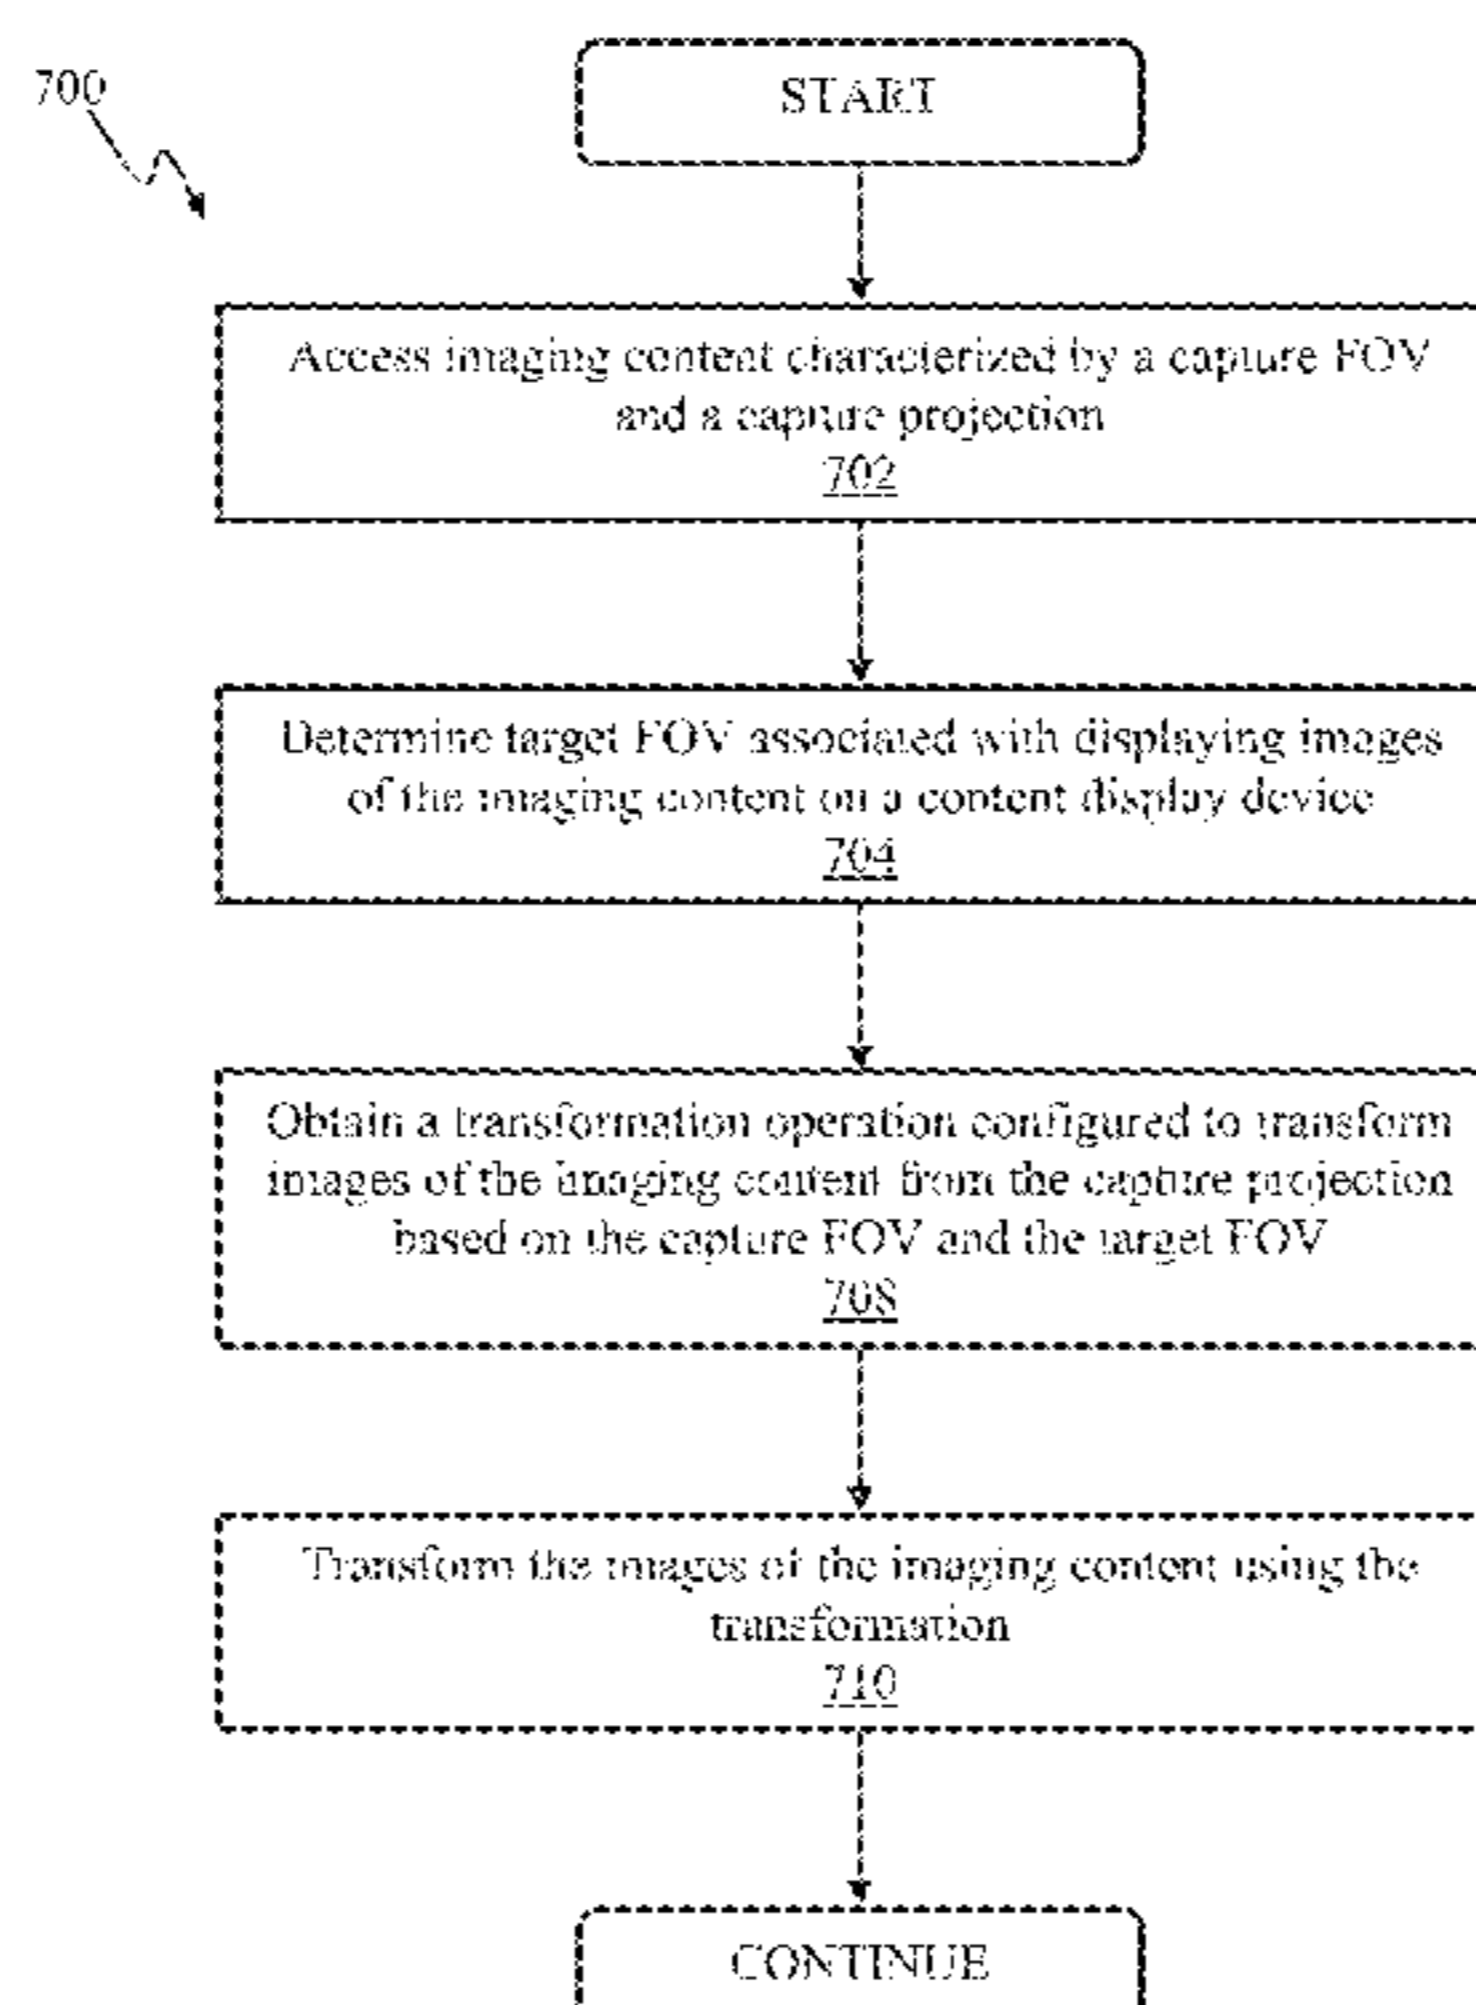 700
START
Access imaging content characterized by a capture FOV
and a capture projection
702
Determine target FOV associated with displaying images
of the imaging content on a content display device
704
Obtain a transformation operation configured to transform
images of the imaging content from the capture projection
based on the capture FOV and the target FOV
708
Transform the images of the imaging content using the
transformation
710
CONTINUE